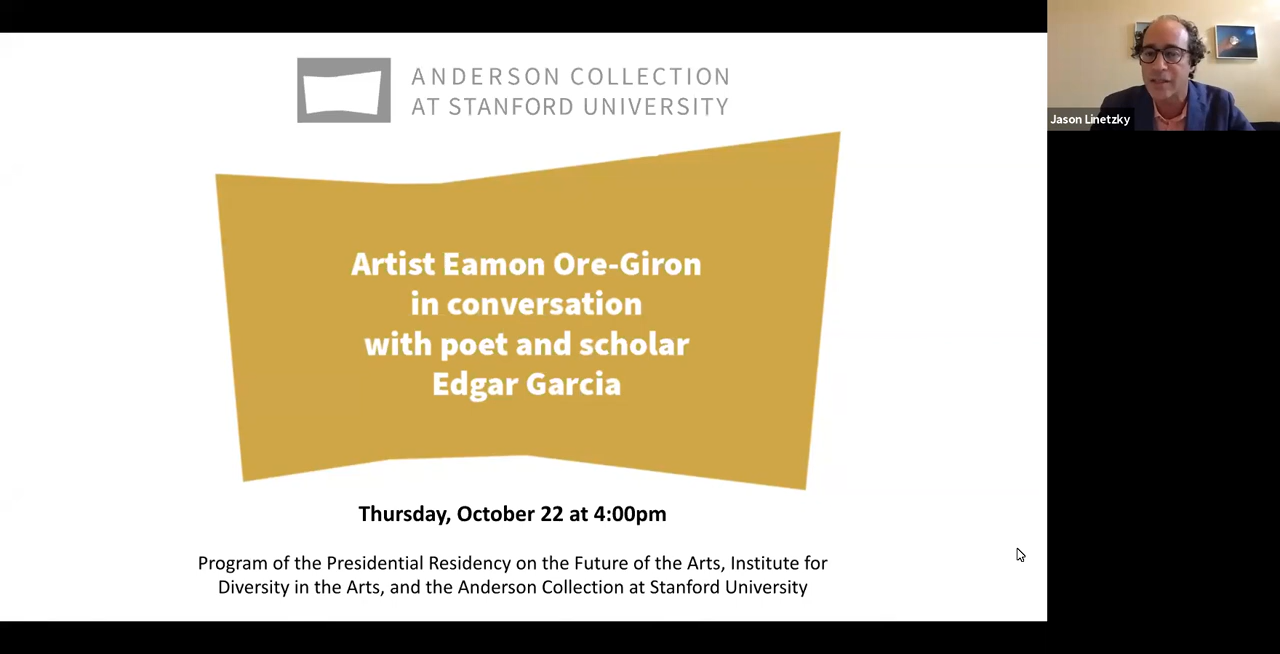 ANDERSON COLLECTION
AT STANFORD UNIVERSITY
Artist Eamon Ore-Giron
in conversation
with poet and scholar
Edgar Garcia
Thursday, October 22 at 4:00pm
Program of the Presidential Residency on the Future of the Arts, Institute for
Diversity in the Arts, and the Anderson Collection at Stanford University
Jason Linetzky